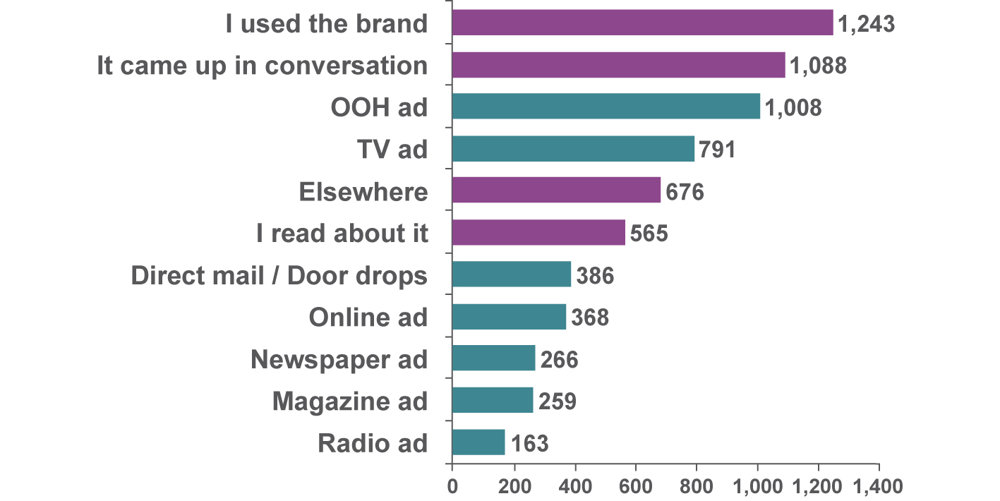 I used the brand 1,243
It came up in conversation 1,088
OOH ad 1,008
TV ad 791
Elsewhere 676
I read about it 565
Direct mail / Door drops 386
Online ad 368
Newspaper ad 266
Magazine ad 259
Radio ad 163
0 200 400 600 800 1,000 1,200 1,400